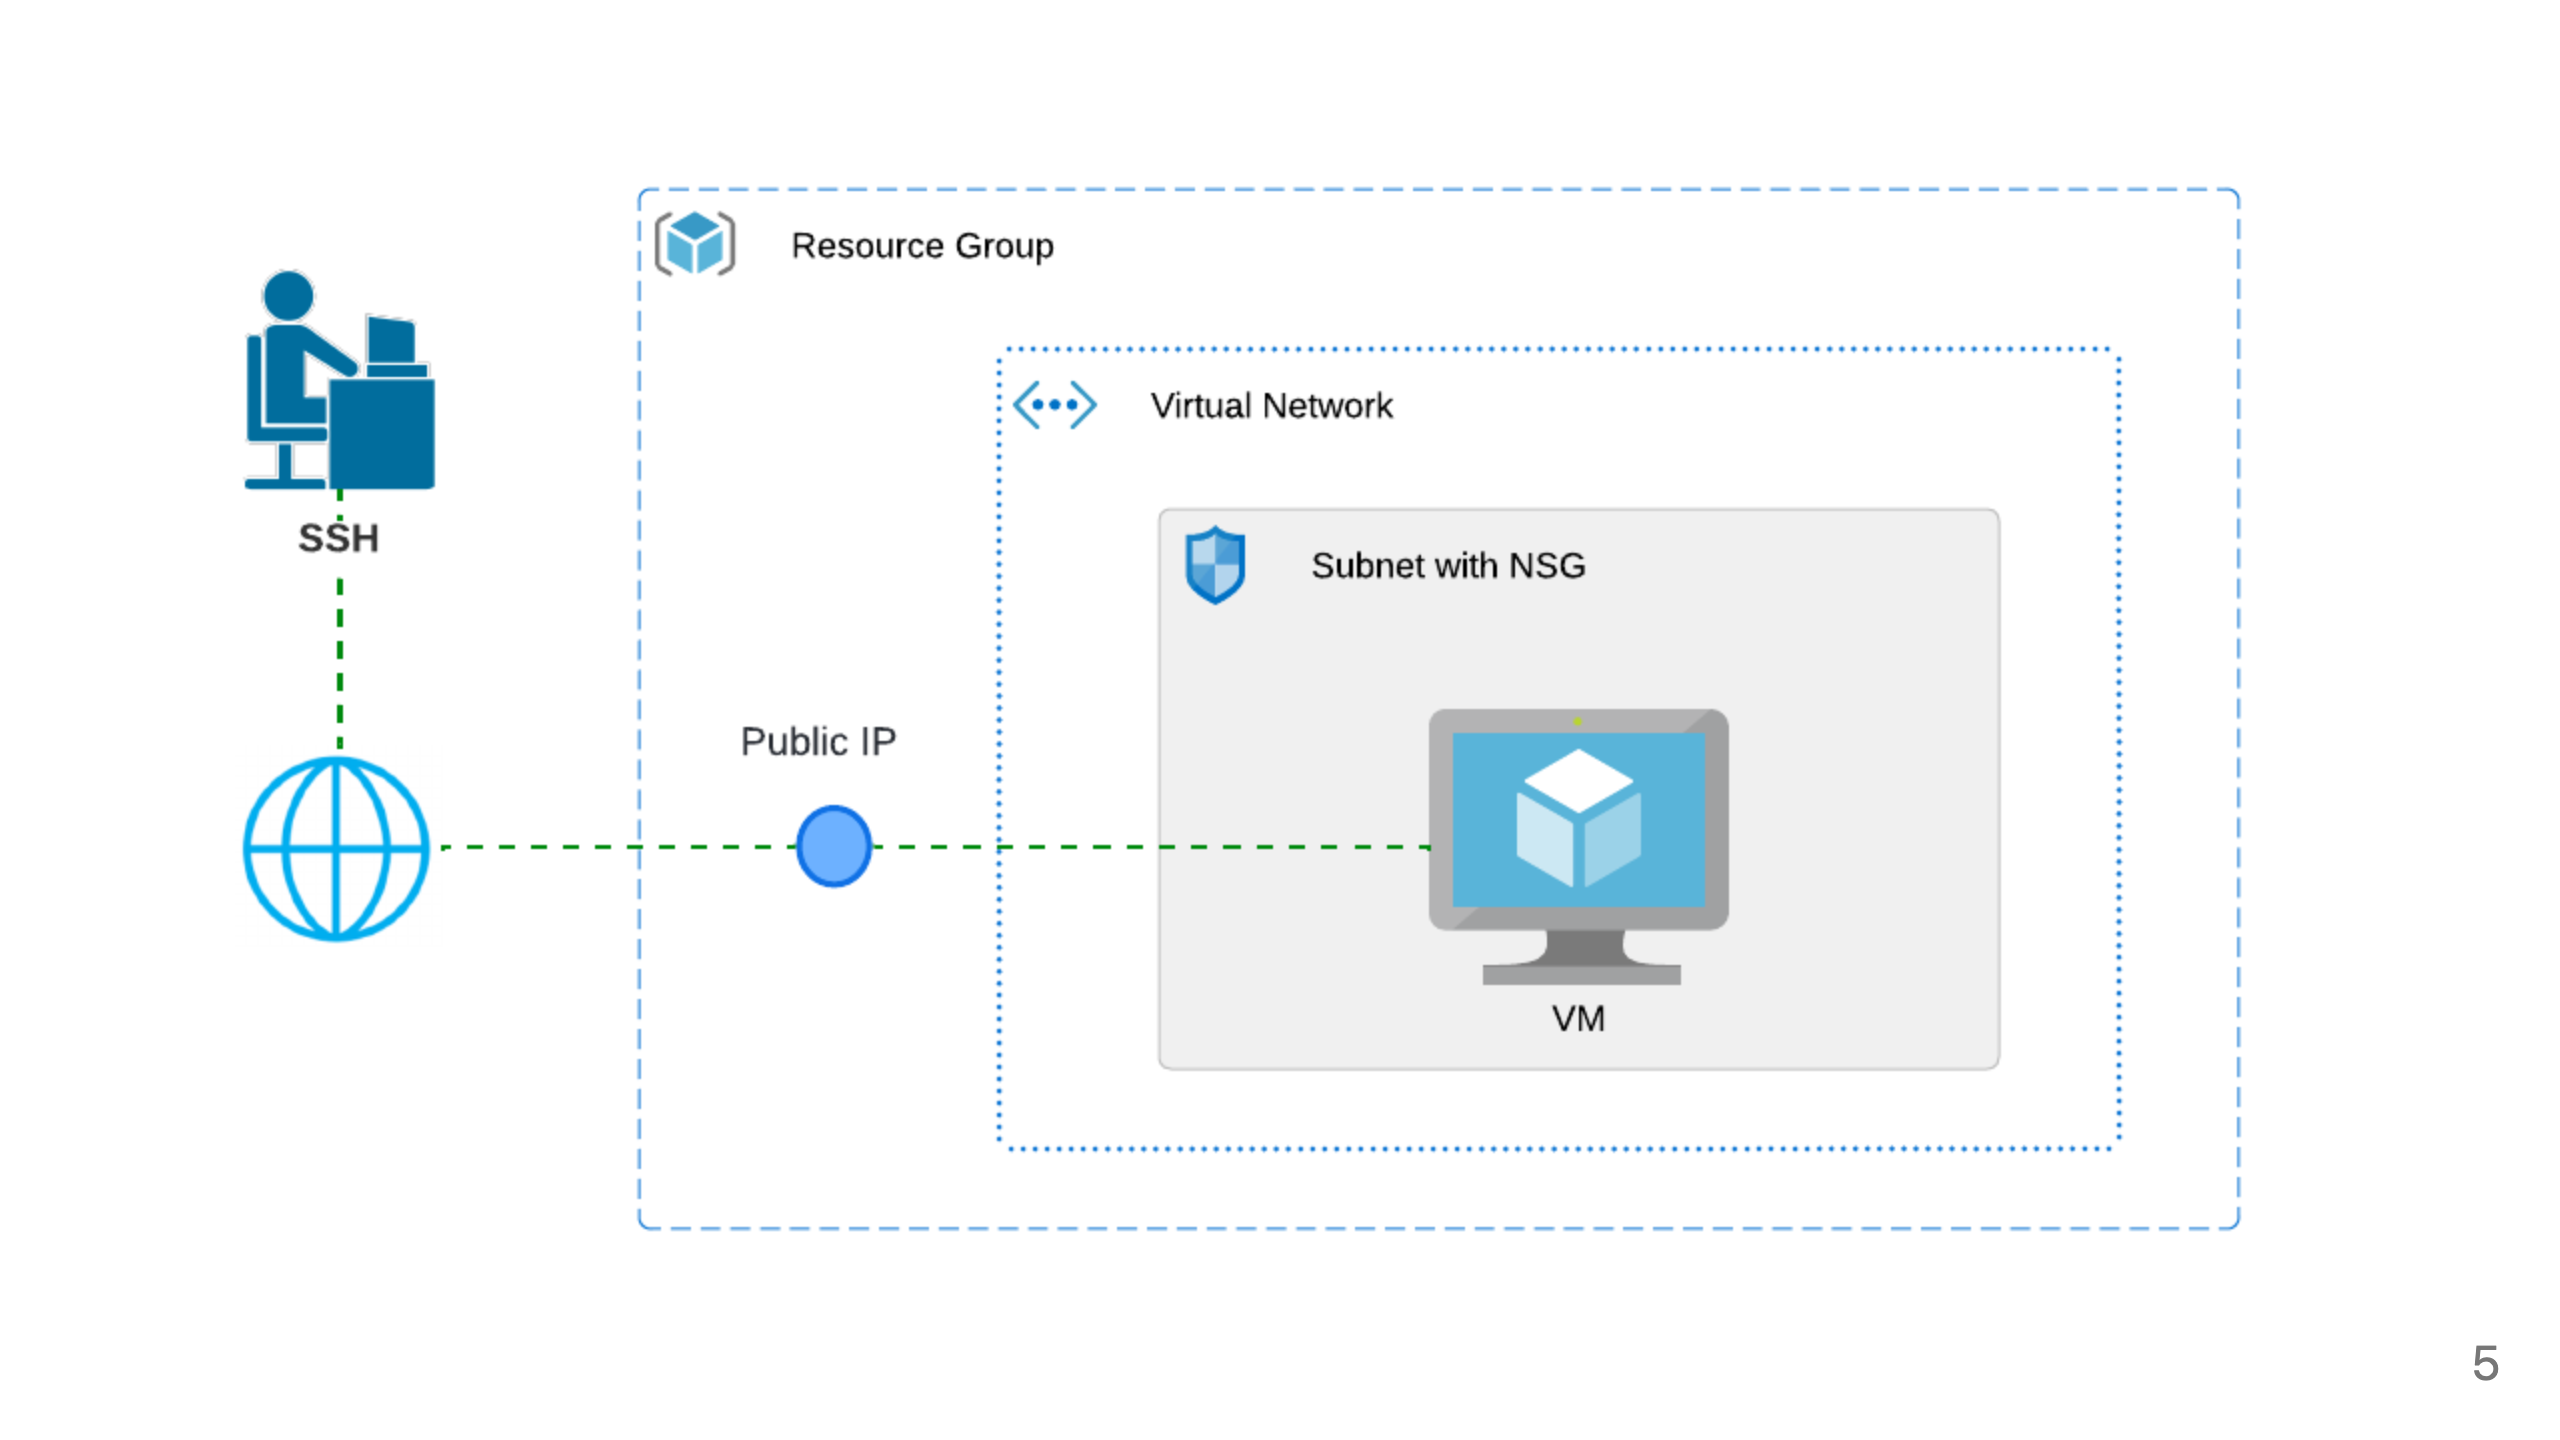 Resource Group
Virtual Network
SSH
Subnet with NSG
Public IP
VM
5